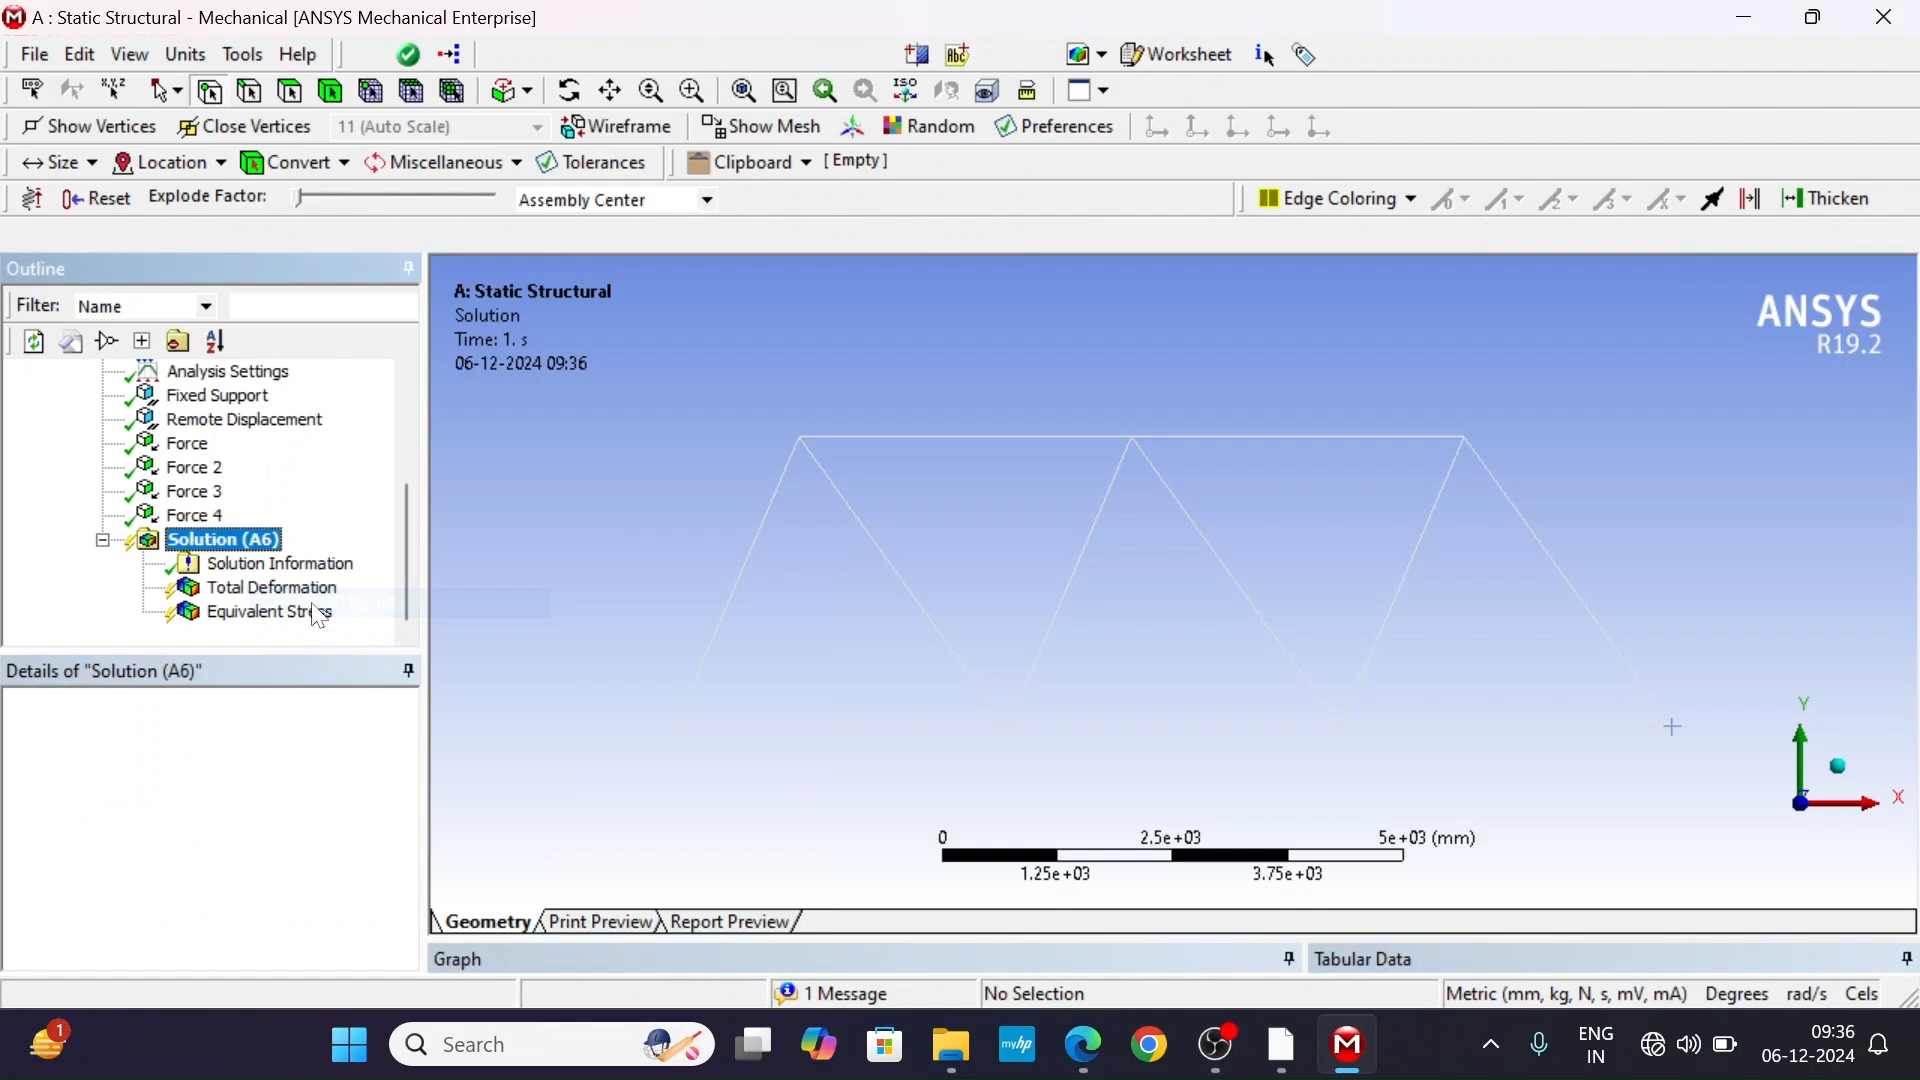 A : Static Structural - Mechanical [ANSYS Mechanical Enterprise]
File Edit View Units Tools Help Worksheet
Show Vertices Close Vertices 11 (Auto Scale) Wireframe Show Mesh Random Preferences
Size Location Convert Miscellaneous Tolerances Clipboard [ Empty ]
Reset Explode Factor: Assembly Center Edge Coloring Thicken
Outline
Filter: Name
Analysis Settings
Fixed Support
Remote Displacement
Force
Force 2
Force 3
Force 4
Solution (A6)
Solution Information
Total Deformation
Equivalent Stress
Details of "Solution (A6)"
A: Static Structural
Solution
Time: 1. s
06-12-2024 09:36
ANSYS
R19.2
Y
X
0 2.5e+03 5e+03 (mm)
1.25e+03 3.75e+03
Geometry Print Preview Report Preview
Graph Tabular Data
1 Message No Selection Metric (mm, kg, N, s, mV, mA) Degrees rad/s Cels
1
Search
myhp
ENG
IN
09:36
06-12-2024